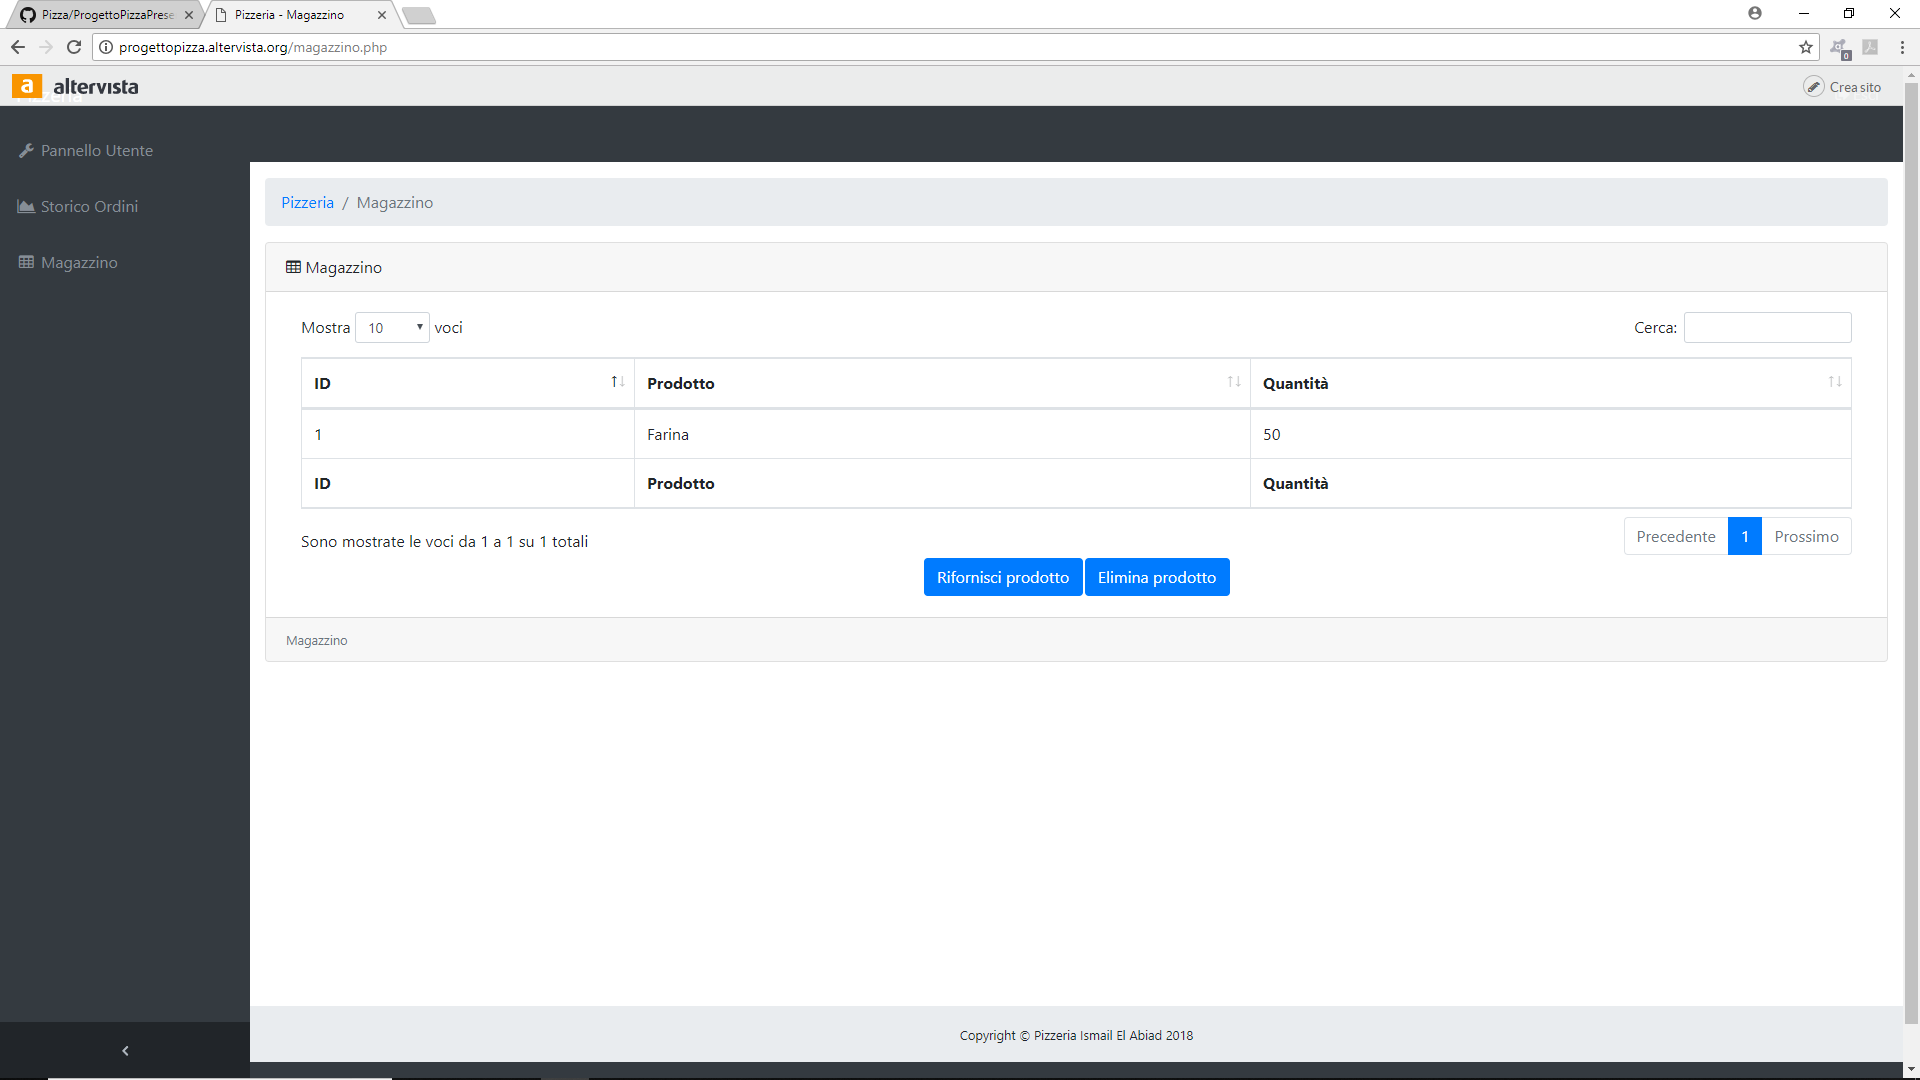 Pizza/ProgettoPizzaPrese
Pizzeria - Magazzino
progettopizza.altervista.org/magazzino.php
0
a altervista
Crea sito
Pizzeria
Pannello Utente
Storico Ordini
Magazzino
Pizzeria / Magazzino
Magazzino
Mostra 10 voci
Cerca:
ID Prodotto Quantità
1 Farina 50
ID Prodotto Quantità
Sono mostrate le voci da 1 a 1 su 1 totali
Precedente 1 Prossimo
Rifornisci prodotto Elimina prodotto
Magazzino
Copyright © Pizzeria Ismail El Abiad 2018